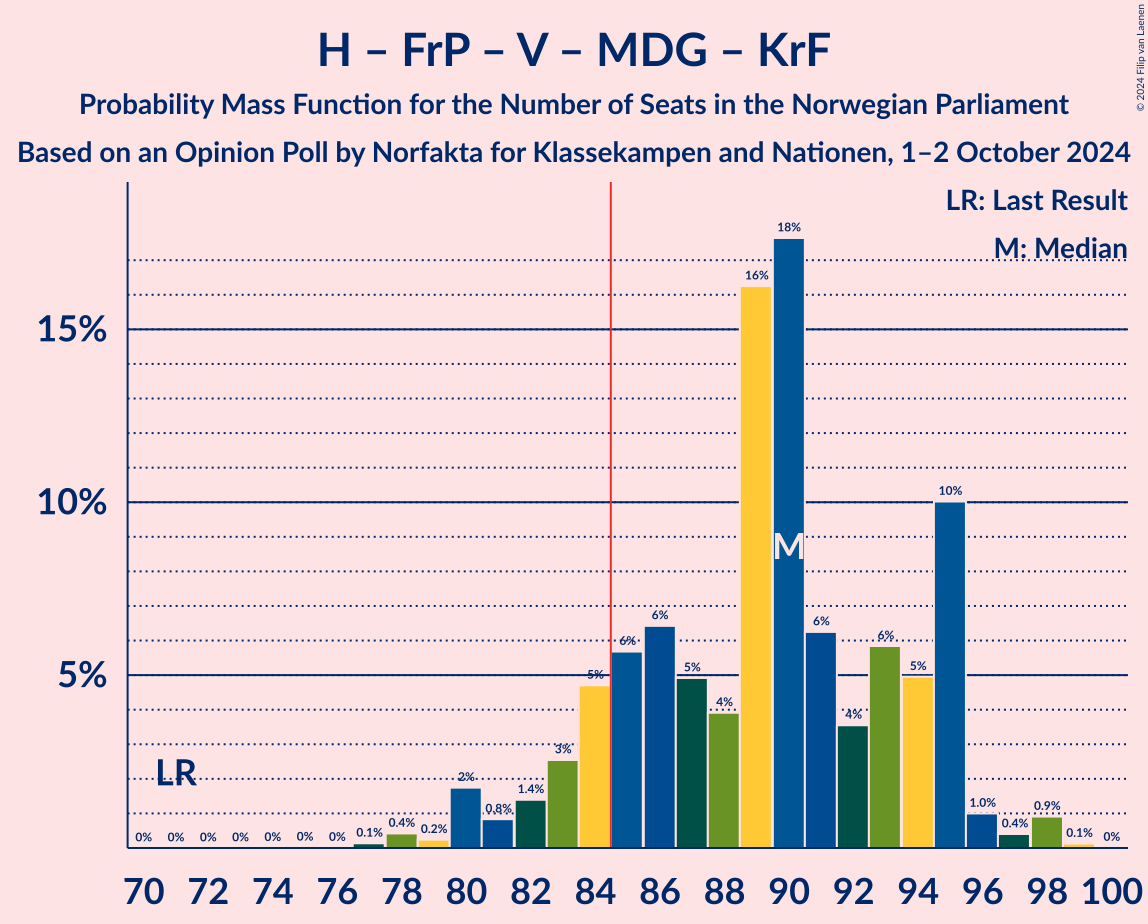 H – FrP – V – MDG – KrF
Probability Mass Function for the Number of Seats in the Norwegian Parliament
Based on an Opinion Poll by Norfakta for Klassekampen and Nationen, 1–2 October 2024
© 2024 Filip van Laenen
LR: Last Result
M: Median
15%
10%
5%
LR
M
0% 0% 0% 0% 0% 0% 0% 0.1% 0.4% 0.2% 2% 0.8% 1.4% 3% 5% 6% 6% 5% 4% 16% 18% 6% 4% 6% 5% 10% 1.0% 0.4% 0.9% 0.1% 0%
70 72 74 76 78 80 82 84 86 88 90 92 94 96 98 100